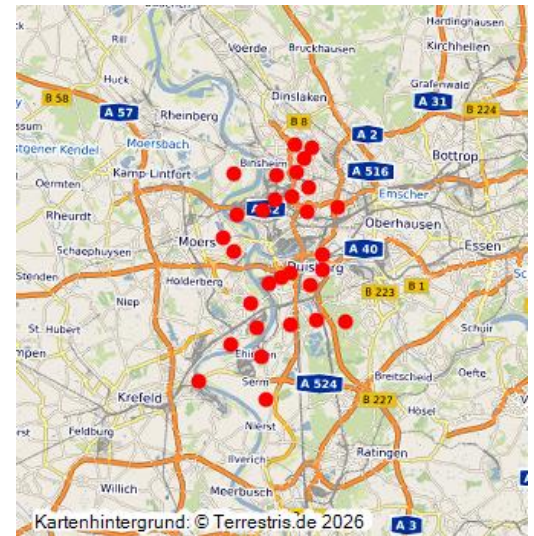 Hardinghausen
Rill
Voerde
Bruckhausen
Kirchhellen
Huck
Dinslaken
Grafenwald
B 58
A 57
Rheinberg
A 31
B 224
B 8
A 2
Moersbach
Binsheim
Bottrop
Kamp-Lintfort
A 516
Oermten
Emscher
Rheurdt
Oberhausen
Moers
A 40
Essen
Schaephuysen
Duisburg
Stenden
Holderberg
B 223
B 1
Niep
St. Hubert
Schuir
Ehingen
Breitscheid
Oefte
Serm
A 524
Krefeld
B 227
Hösel
Feldburg
Nierst
Ilverich
Ratingen
Willich
Meerbusch
Kartenhintergrund: © Terrestris.de 2026
A 3